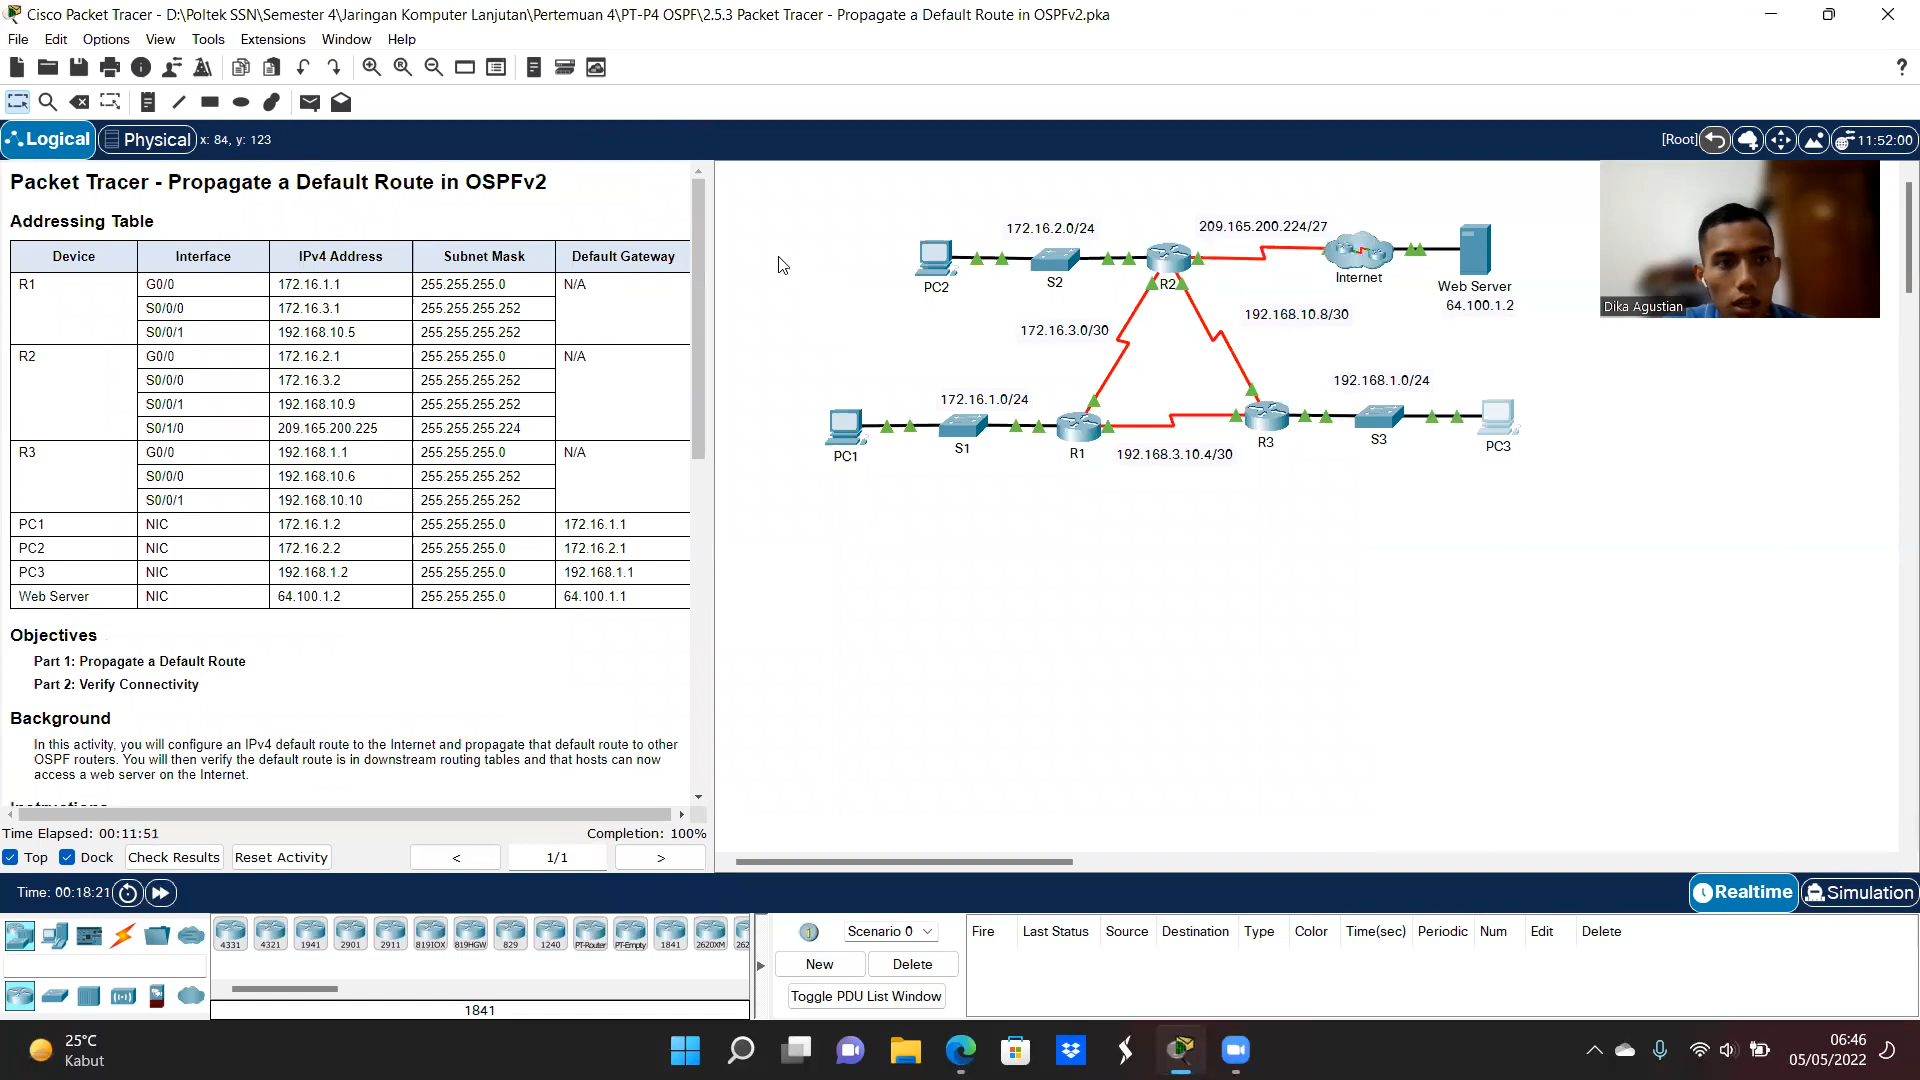 Cisco Packet Tracer - D:\Poltek SSN\Semester 4\Jaringan Komputer Lanjutan\Pertemuan 4\PT-P4 OSPF\2.5.3 Packet Tracer - Propagate a Default Route in OSPFv2.pka
File Edit Options View Tools Extensions Window Help
?
Logical Physical x: 84, y: 123 [Root] 11:52:00
Packet Tracer - Propagate a Default Route in OSPFv2
Addressing Table
Device Interface IPv4 Address Subnet Mask Default Gateway
R1 G0/0 172.16.1.1 255.255.255.0 N/A
S0/0/0 172.16.3.1 255.255.255.252
S0/0/1 192.168.10.5 255.255.255.252
R2 G0/0 172.16.2.1 255.255.255.0 N/A
S0/0/0 172.16.3.2 255.255.255.252
S0/0/1 192.168.10.9 255.255.255.252
S0/1/0 209.165.200.225 255.255.255.224
R3 G0/0 192.168.1.1 255.255.255.0 N/A
S0/0/0 192.168.10.6 255.255.255.252
S0/0/1 192.168.10.10 255.255.255.252
PC1 NIC 172.16.1.2 255.255.255.0 172.16.1.1
PC2 NIC 172.16.2.2 255.255.255.0 172.16.2.1
PC3 NIC 192.168.1.2 255.255.255.0 192.168.1.1
Web Server NIC 64.100.1.2 255.255.255.0 64.100.1.1
Objectives
Part 1: Propagate a Default Route
Part 2: Verify Connectivity
Background
In this activity, you will configure an IPv4 default route to the Internet and propagate that default route to other
OSPF routers. You will then verify the default route is in downstream routing tables and that hosts can now
access a web server on the Internet.
Time Elapsed: 00:11:51 Completion: 100%
Top Dock Check Results Reset Activity < 1/1 >
172.16.2.0/24 209.165.200.224/27
PC2 S2 R2 Internet Web Server
64.100.1.2
172.16.3.0/30 192.168.10.8/30
172.16.1.0/24 192.168.1.0/24
PC1 S1 R1 192.168.3.10.4/30 R3 S3 PC3
Dika Agustian
Time: 00:18:21 Realtime Simulation
4331 4321 1941 2901 2911 819IOX 819HGW 829 1240 PT-Router PT-Empty 1841 2620XM 262
1841
Scenario 0
New Delete
Toggle PDU List Window
Fire Last Status Source Destination Type Color Time(sec) Periodic Num Edit Delete
25°C
Kabut
06:46
05/05/2022